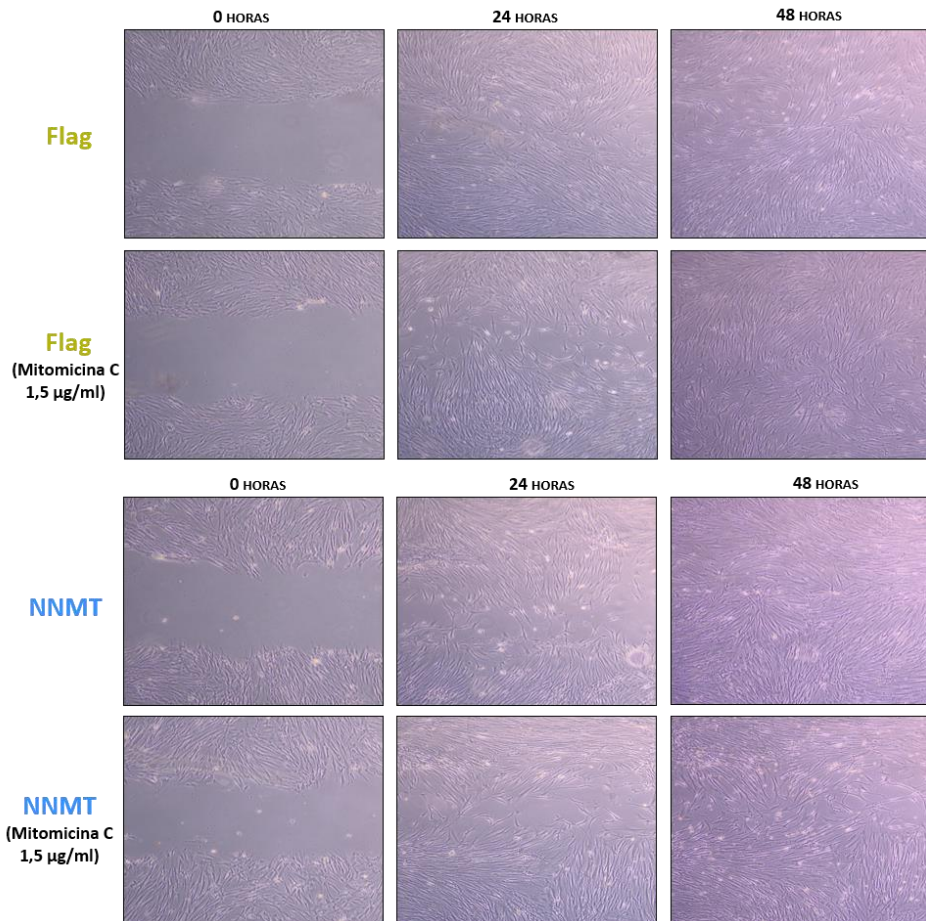 0 HORAS
24 HORAS
48 HORAS
Flag
Flag
(Mitomicina C
1,5 µg/ml)
0 HORAS
24 HORAS
48 HORAS
NNMT
NNMT
(Mitomicina C
1,5 µg/ml)